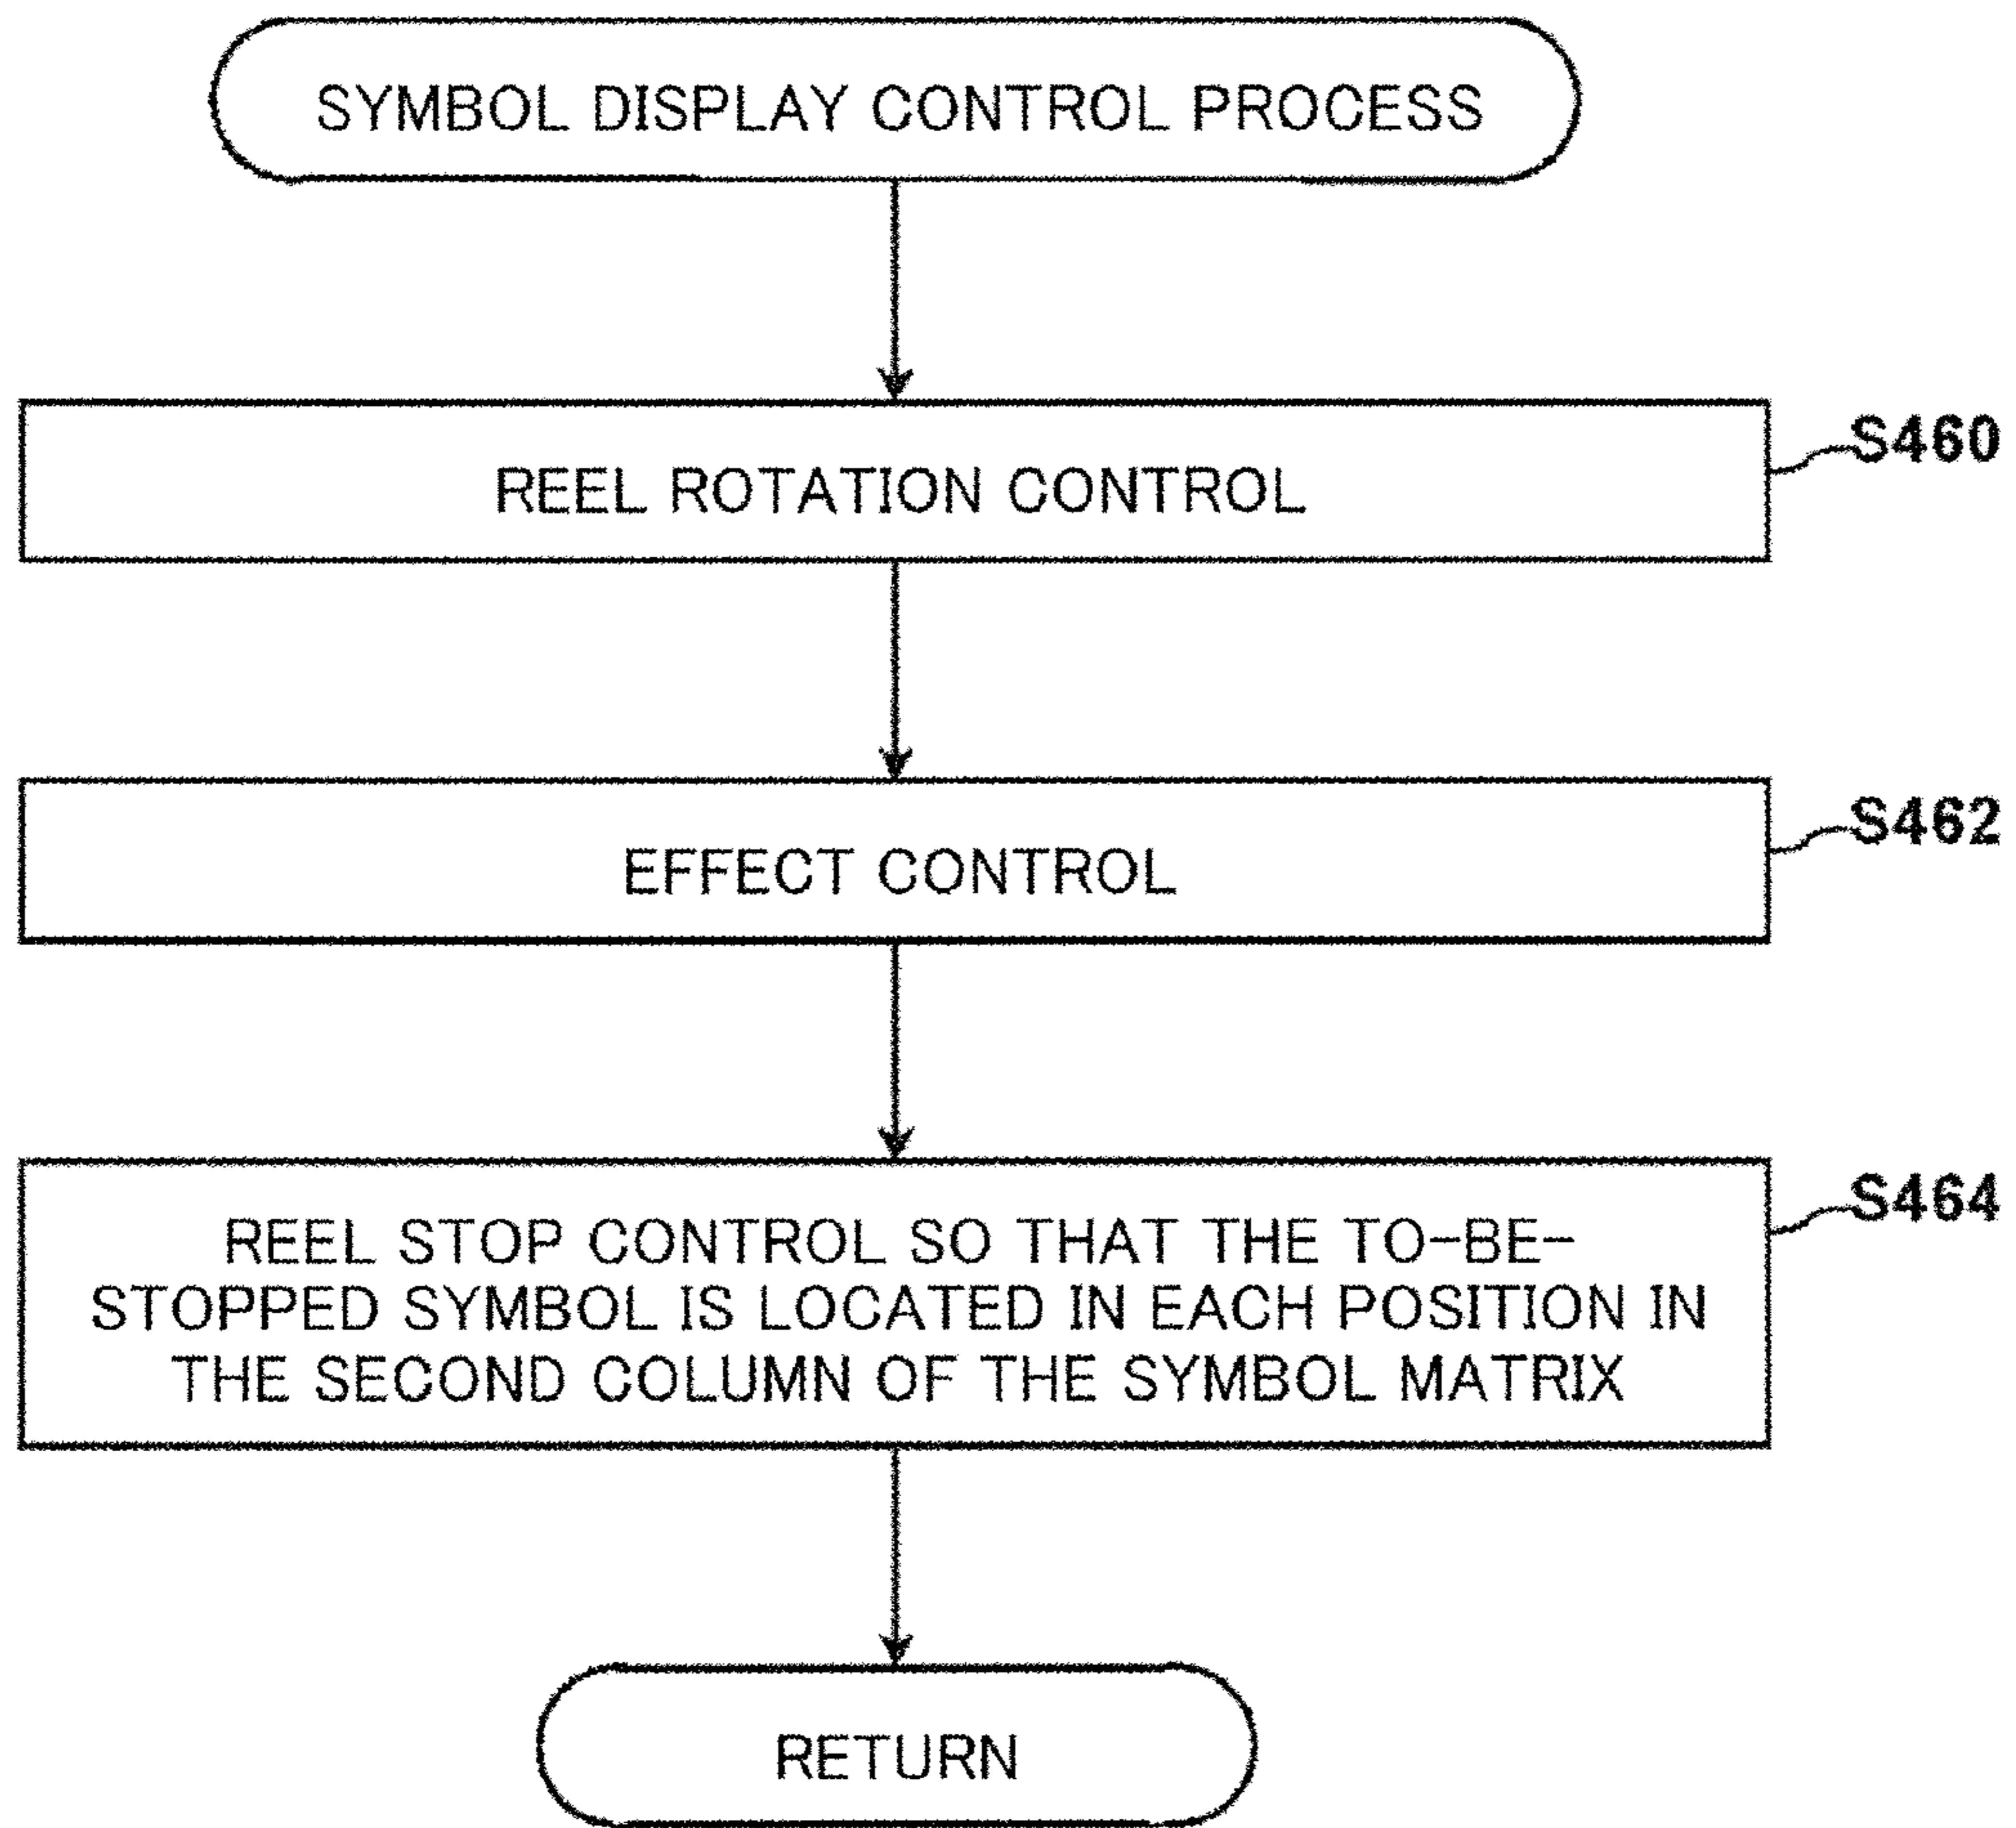 SYMBOL DISPLAY CONTROL PROCESS
REEL ROTATION CONTROL
S460
EFFECT CONTROL
S462
REEL STOP CONTROL SO THAT THE TO-BE-
STOPPED SYMBOL IS LOCATED IN EACH POSITION IN
THE SECOND COLUMN OF THE SYMBOL MATRIX
S464
RETURN